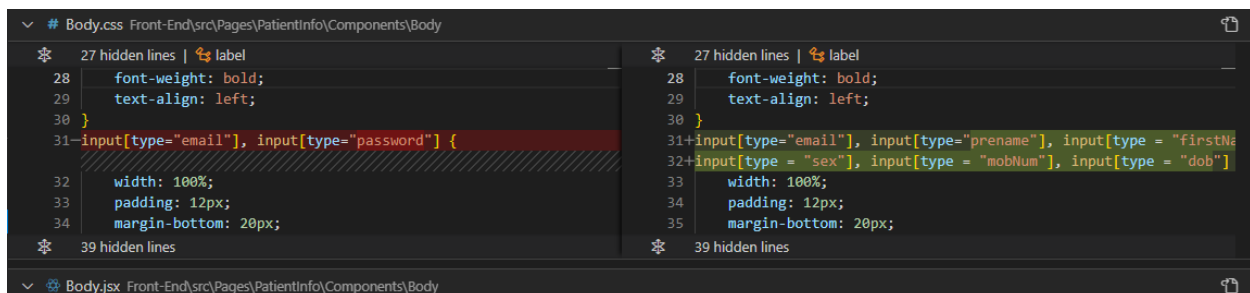 # Body.css Front-End\src\Pages\PatientInfo\Components\Body
27 hidden lines | label
28 font-weight: bold;
29 text-align: left;
30 }
31 input[type="email"], input[type="password"] {
32 width: 100%;
33 padding: 12px;
34 margin-bottom: 20px;
39 hidden lines
27 hidden lines | label
28 font-weight: bold;
29 text-align: left;
30 }
31+ input[type="email"], input[type="prename"], input[type = "firstNa
32+ input[type = "sex"], input[type = "mobNum"], input[type = "dob"]
33 width: 100%;
34 padding: 12px;
35 margin-bottom: 20px;
39 hidden lines
Body.jsx Front-End\src\Pages\PatientInfo\Components\Body